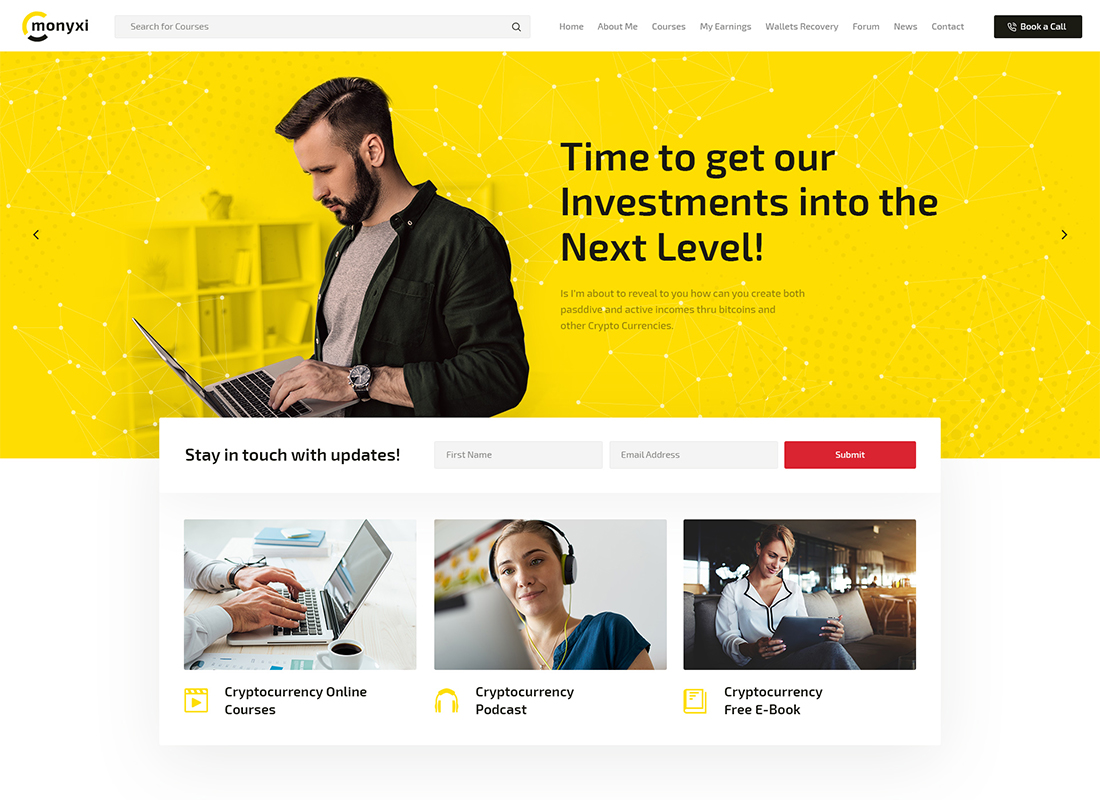 monyxi
Search for Courses
Home About Me Courses My Earnings Wallets Recovery Forum News Contact
Book a Call
Time to get our
Investments into the
Next Level!
Is I'm about to reveal to you how can you create both
pasddive and active incomes thru bitcoins and
other Crypto Currencies.
Stay in touch with updates!
First Name
Email Address
Submit
Cryptocurrency Online
Courses
Cryptocurrency
Podcast
Cryptocurrency
Free E-Book